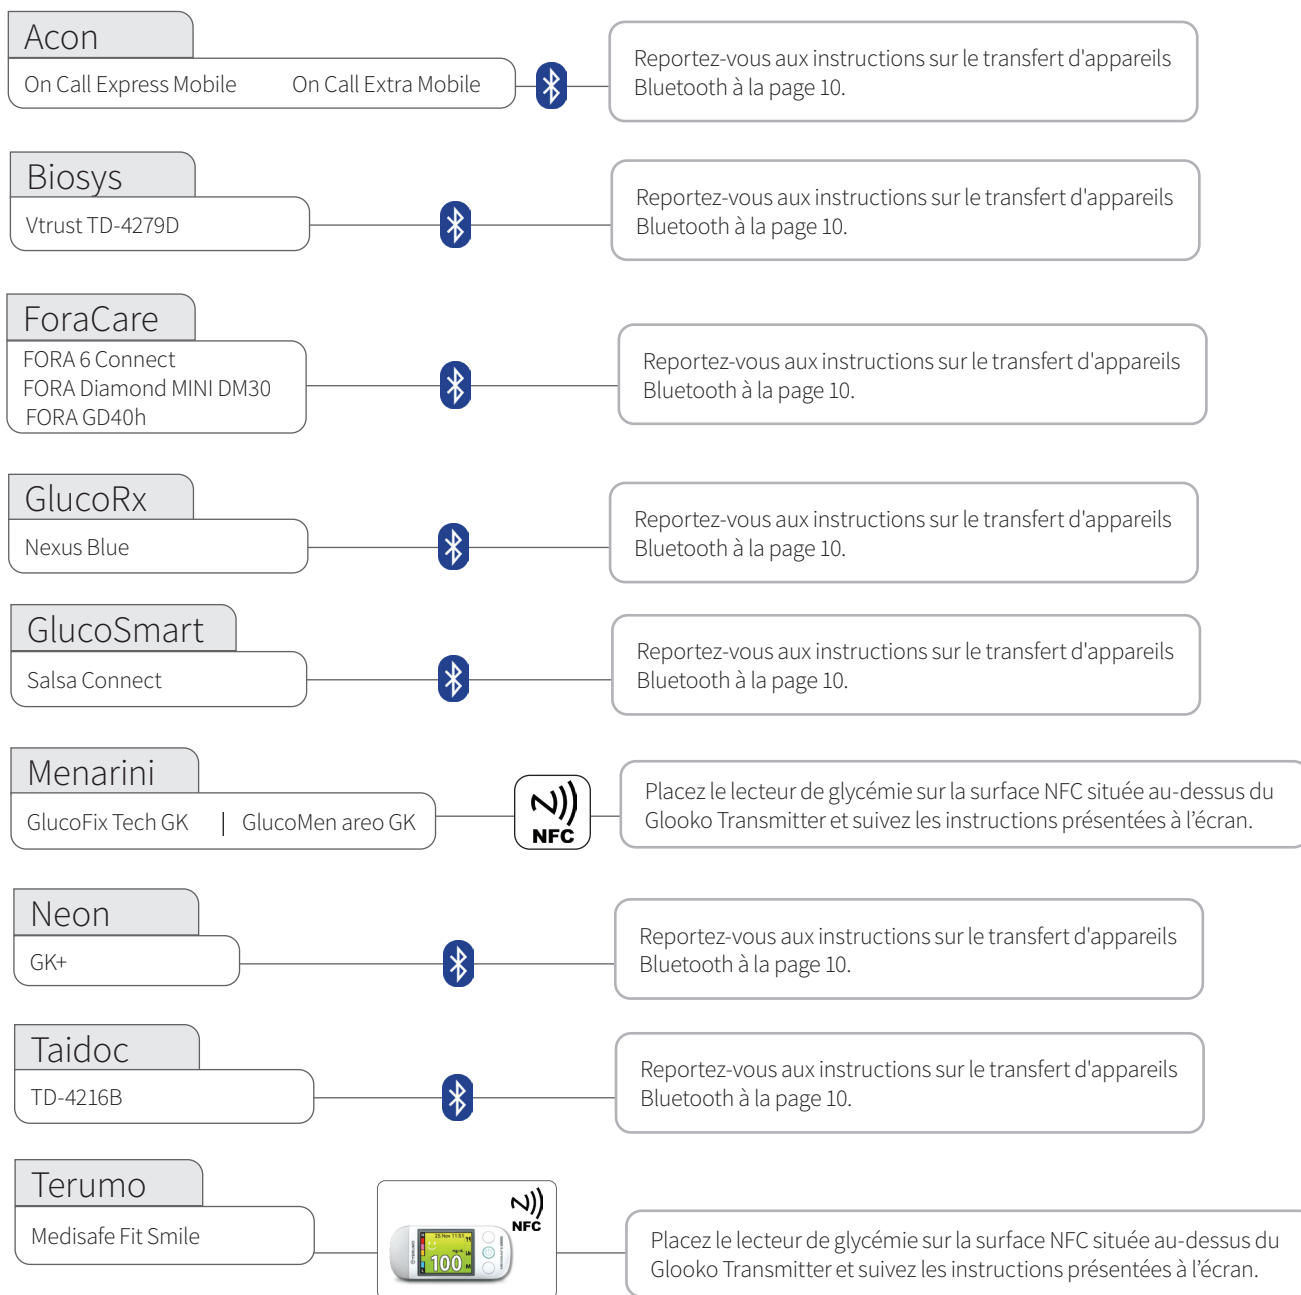 Acon
On Call Express Mobile On Call Extra Mobile
Reportez-vous aux instructions sur le transfert d'appareils
Bluetooth à la page 10.
Biosys
Vtrust TD-4279D
Reportez-vous aux instructions sur le transfert d'appareils
Bluetooth à la page 10.
ForaCare
FORA 6 Connect
FORA Diamond MINI DM30
FORA GD40h
Reportez-vous aux instructions sur le transfert d'appareils
Bluetooth à la page 10.
GlucoRx
Nexus Blue
Reportez-vous aux instructions sur le transfert d'appareils
Bluetooth à la page 10.
GlucoSmart
Salsa Connect
Reportez-vous aux instructions sur le transfert d'appareils
Bluetooth à la page 10.
Menarini
GlucoFix Tech GK | GlucoMen areo GK
NFC
Placez le lecteur de glycémie sur la surface NFC située au-dessus du
Glooko Transmitter et suivez les instructions présentées à l’écran.
Neon
GK+
Reportez-vous aux instructions sur le transfert d'appareils
Bluetooth à la page 10.
Taidoc
TD-4216B
Reportez-vous aux instructions sur le transfert d'appareils
Bluetooth à la page 10.
Terumo
Medisafe Fit Smile
NFC
TERUMO
25 Nov 11:51
100
Placez le lecteur de glycémie sur la surface NFC située au-dessus du
Glooko Transmitter et suivez les instructions présentées à l’écran.